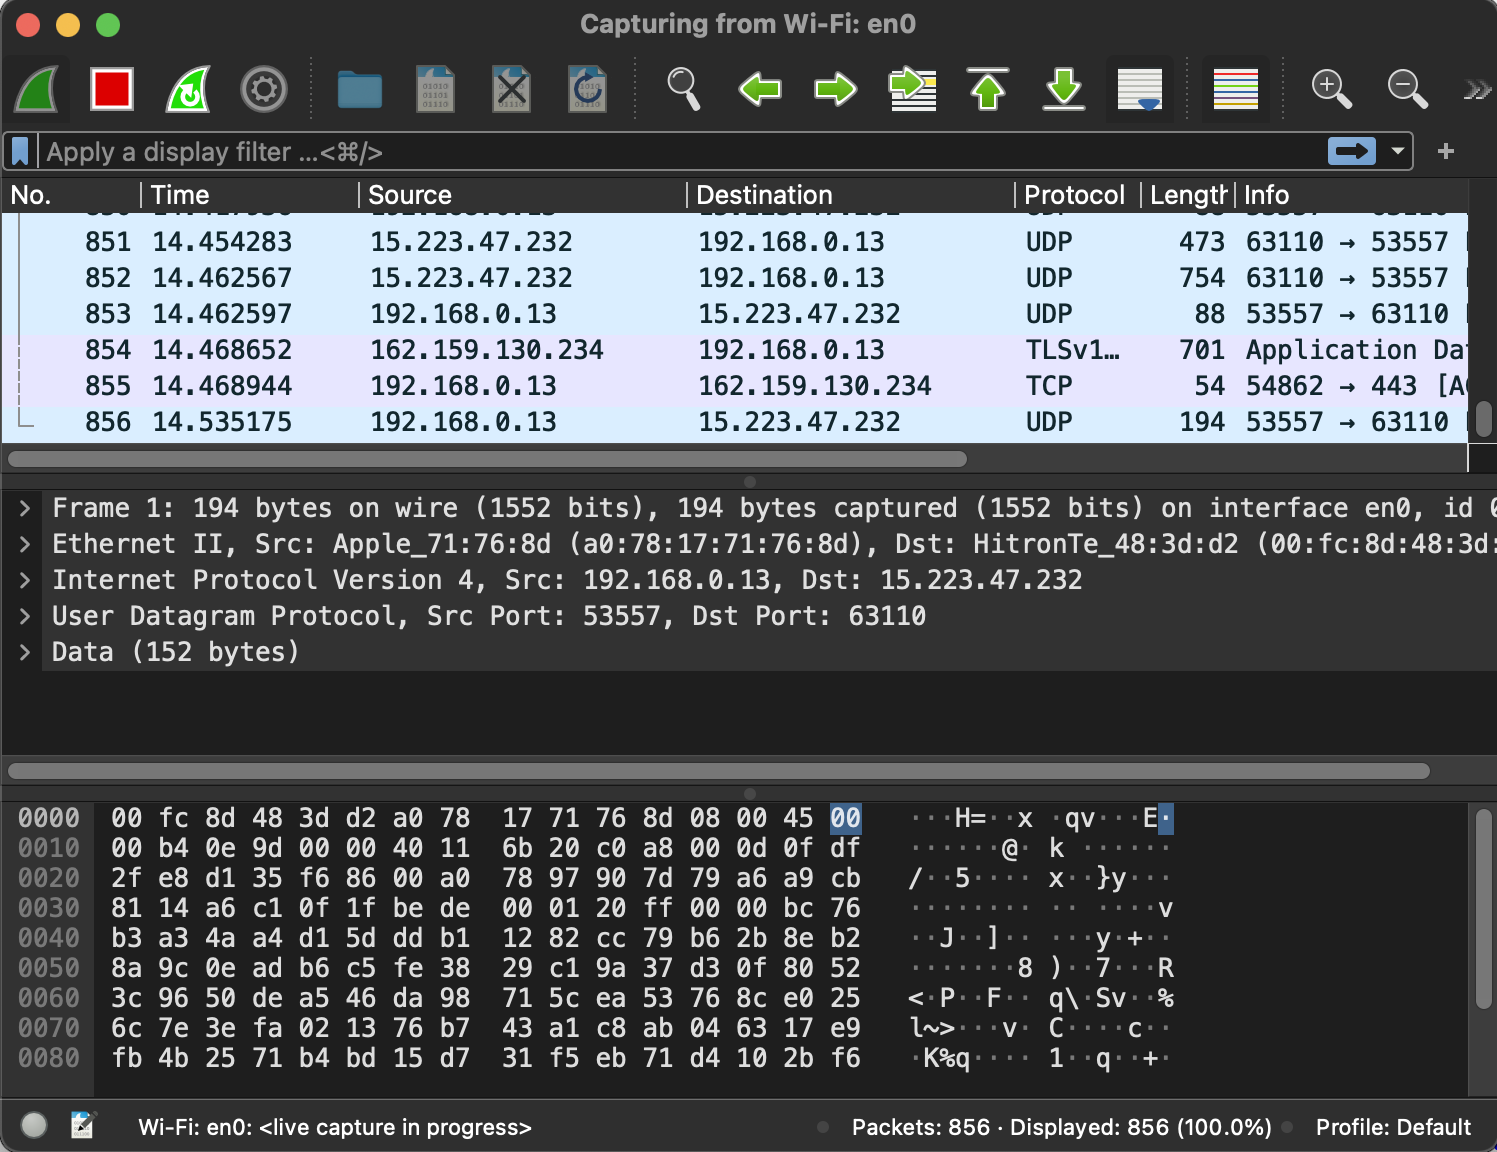 Capturing from Wi-Fi: en0
Apply a display filter ...<⌘/>
No. Time Source Destination Protocol Length Info
851 14.454283 15.223.47.232 192.168.0.13 UDP 473 63110 → 53557
852 14.462567 15.223.47.232 192.168.0.13 UDP 754 63110 → 53557
853 14.462597 192.168.0.13 15.223.47.232 UDP 88 53557 → 63110
854 14.468652 162.159.130.234 192.168.0.13 TLSv1… 701 Application Da
855 14.468944 192.168.0.13 162.159.130.234 TCP 54 54862 → 443 [A
856 14.535175 192.168.0.13 15.223.47.232 UDP 194 53557 → 63110
Frame 1: 194 bytes on wire (1552 bits), 194 bytes captured (1552 bits) on interface en0, id
Ethernet II, Src: Apple_71:76:8d (a0:78:17:71:76:8d), Dst: HitronTe_48:3d:d2 (00:fc:8d:48:3d:
Internet Protocol Version 4, Src: 192.168.0.13, Dst: 15.223.47.232
User Datagram Protocol, Src Port: 53557, Dst Port: 63110
Data (152 bytes)
0000 00 fc 8d 48 3d d2 a0 78 17 71 76 8d 08 00 45 00 ···H=··x ·qv···E·
0010 00 b4 0e 9d 00 00 40 11 6b 20 c0 a8 00 0d 0f df ······@· k ······
0020 2f e8 d1 35 f6 86 00 a0 78 97 90 7d 79 a6 a9 cb /··5···· x··}y···
0030 81 14 a6 c1 0f 1f be de 00 01 20 ff 00 00 bc 76 ········ ·· ····v
0040 b3 a3 4a a4 d1 5d dd b1 12 82 cc 79 b6 2b 8e b2 ··J··]·· ···y·+··
0050 8a 9c 0e ad b6 c5 fe 38 29 c1 9a 37 d3 0f 80 52 ·······8 )··7···R
0060 3c 96 50 de a5 46 da 98 71 5c ea 53 76 8c e0 25 <·P··F·· q\·Sv··%
0070 6c 7e 3e fa 02 13 76 b7 43 a1 c8 ab 04 63 17 e9 l~>···v· C····c··
0080 fb 4b 25 71 b4 bd 15 d7 31 f5 eb 71 d4 10 2b f6 ·K%q···· 1··q··+·
Wi-Fi: en0: <live capture in progress> Packets: 856 · Displayed: 856 (100.0%) Profile: Default